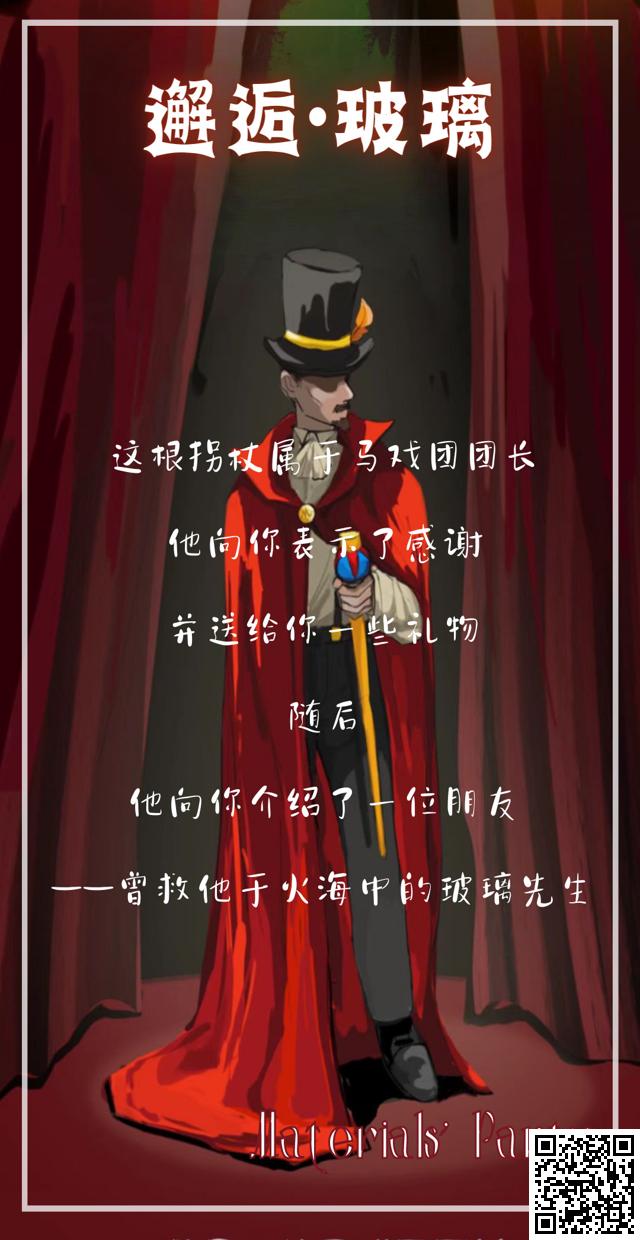 邂逅·玻璃
这根拐杖属于马戏团团长
他向你表示了感谢
并送给你一些礼物
随后
他向你介绍了一位朋友
——曾救他于火海中的玻璃先生
Materials'